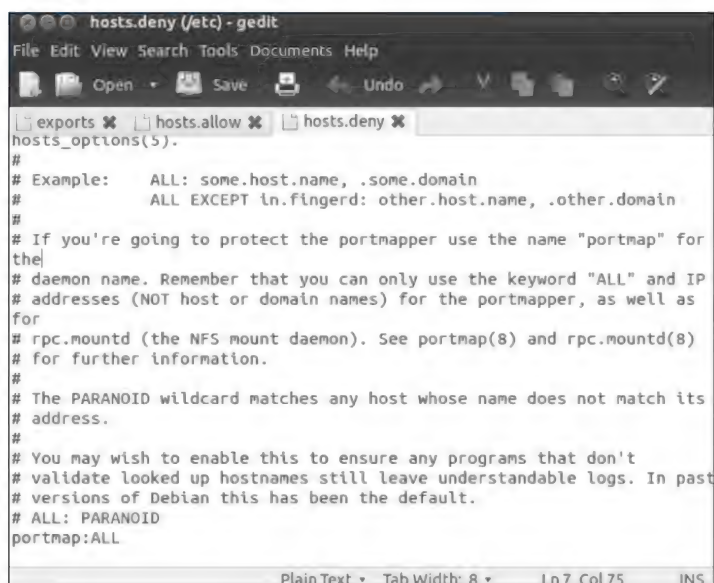 hosts.deny (/etc) - gedit
File Edit View Search Tools Documents Help
Open Save Undo
exports hosts.allow hosts.deny
hosts_options(5).
#
# Example:    ALL: some.host.name, .some.domain
#             ALL EXCEPT in.fingerd: other.host.name, .other.domain
#
# If you're going to protect the portmapper use the name "portmap" for
the
# daemon name. Remember that you can only use the keyword "ALL" and IP
# addresses (NOT host or domain names) for the portmapper, as well as
for
# rpc.mountd (the NFS mount daemon). See portmap(8) and rpc.mountd(8)
# for further information.
#
# The PARANOID wildcard matches any host whose name does not match its
# address.
#
# You may wish to enable this to ensure any programs that don't
# validate looked up hostnames still leave understandable logs. In past
# versions of Debian this has been the default.
# ALL: PARANOID
portmap:ALL
Plain Text Tab Width: 8 Ln 7, Col 75 INS